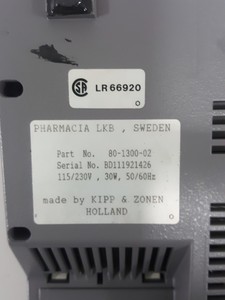 LR 66920
PHARMACIA LKB , SWEDEN
Part No. 80-1300-02
Serial No. BD111921426
115/230V , 30W, 50/60Hz
made by KIPP & ZONEN
HOLLAND